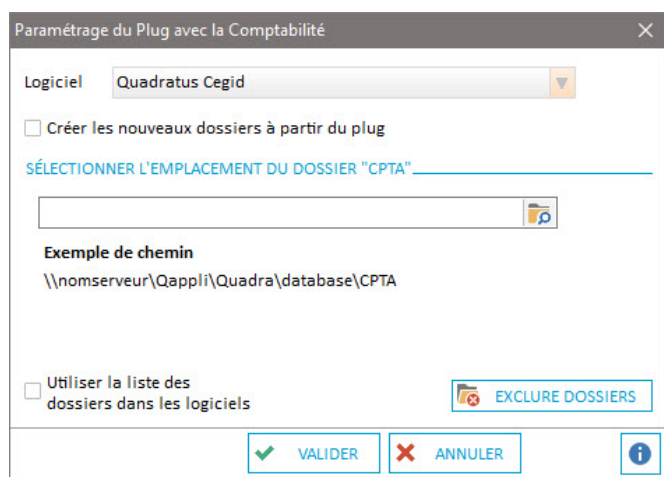 Paramétrage du Plug avec la Comptabilité
Logiciel Quadratus Cegid
Créer les nouveaux dossiers à partir du plug
SÉLECTIONNER L'EMPLACEMENT DU DOSSIER "CPTA"
Exemple de chemin
\\nomserveur\Qappli\Quadra\database\CPTA
Utiliser la liste des
dossiers dans les logiciels
EXCLURE DOSSIERS
VALIDER ANNULER